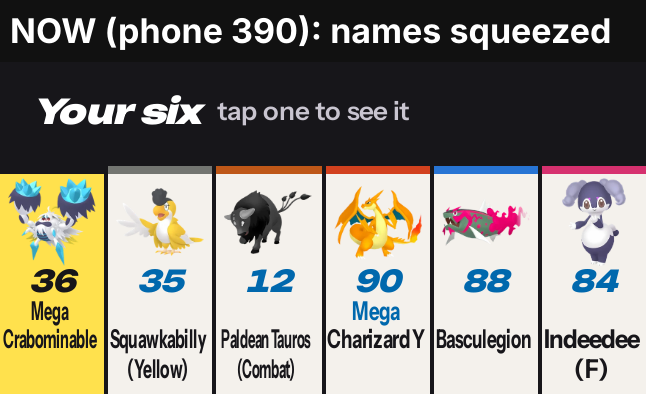 NOW (phone 390): names squeezed
Your six tap one to see it
36
Mega
Crabominable
35
Squawkabilly
(Yellow)
12
Paldean Tauros
(Combat)
90
Mega
Charizard Y
88
Basculegion
84
Indeedee
(F)